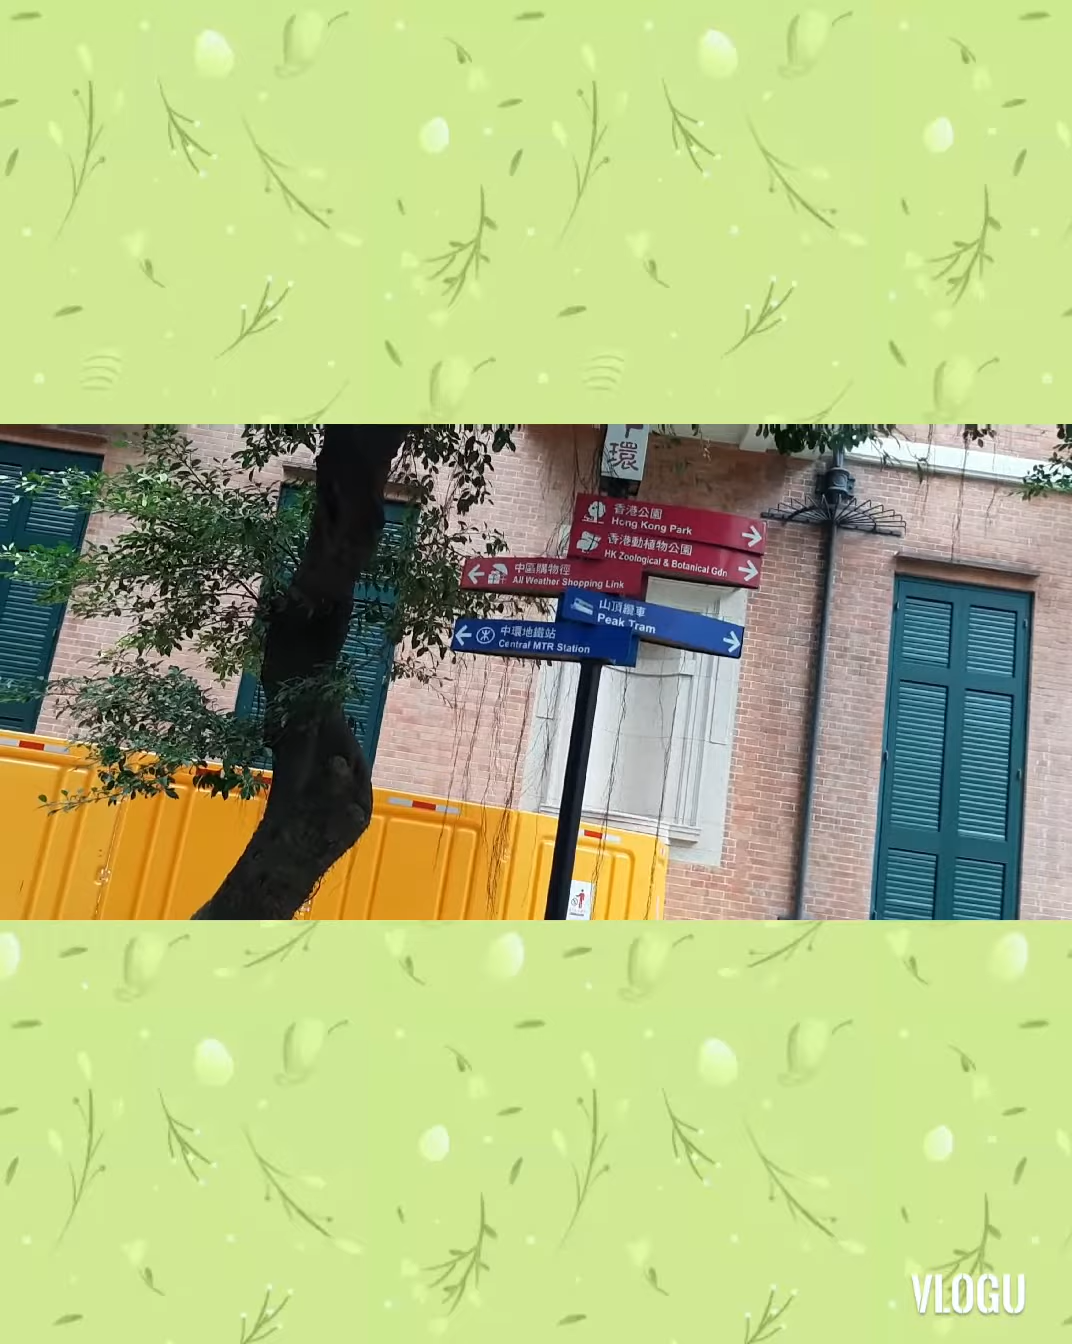 中環
香港公園
Hong Kong Park
香港動植物公園
HK Zoological & Botanical Gdn
中區購物徑
All Weather Shopping Link
山頂纜車
Peak Tram
中環地鐵站
Central MTR Station
VLOGU